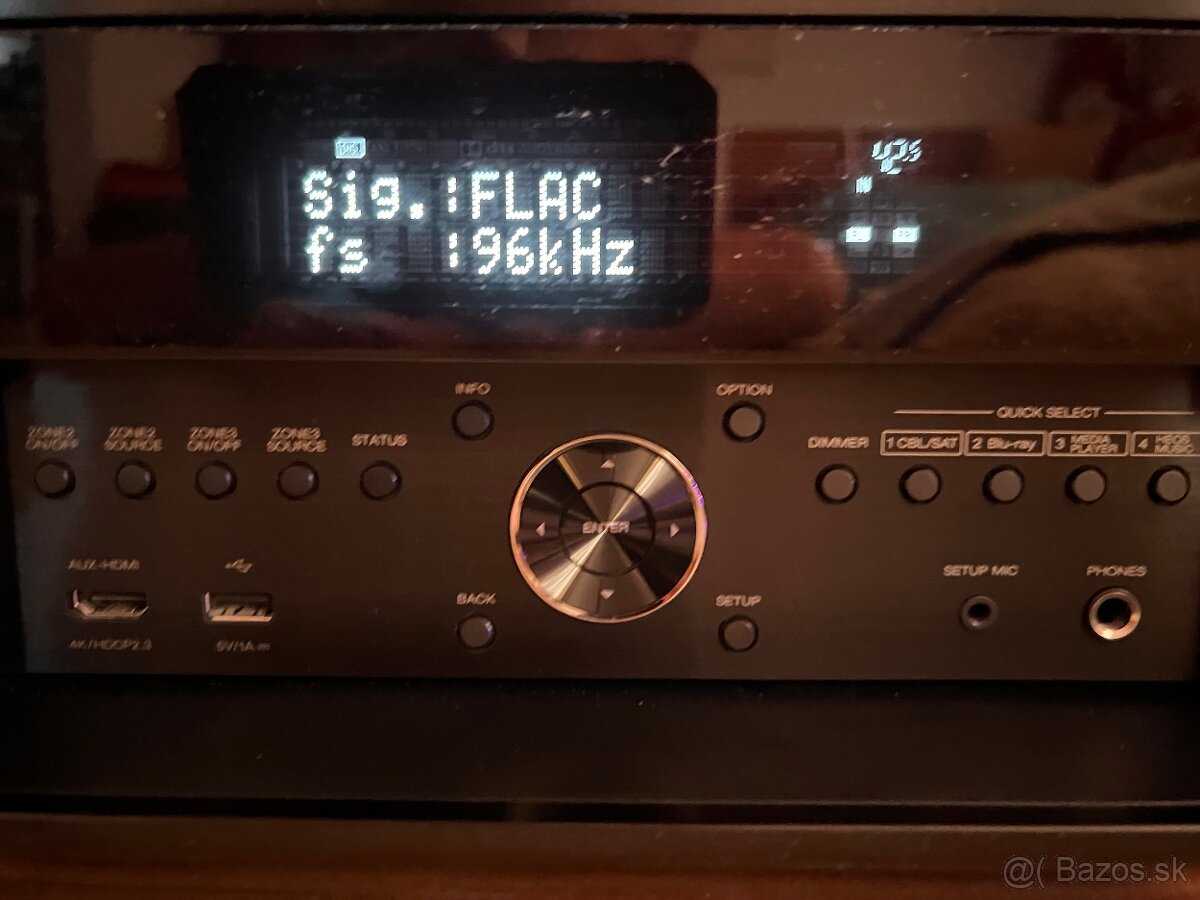 Sig.:FLAC
fs :96kHz
IN
INFO
OPTION
QUICK SELECT
ZONE2 ON/OFF
ZONE2 SOURCE
ZONE3 ON/OFF
ZONE3 SOURCE
STATUS
DIMMER
1 CBL/SAT
2 Blu-ray
3 MEDIA PLAYER
4 HEOS MUSIC
ENTER
AUX-HDMI
4K/HDCP2.3
5V/1A
BACK
SETUP
SETUP MIC
PHONES
@( Bazos.sk